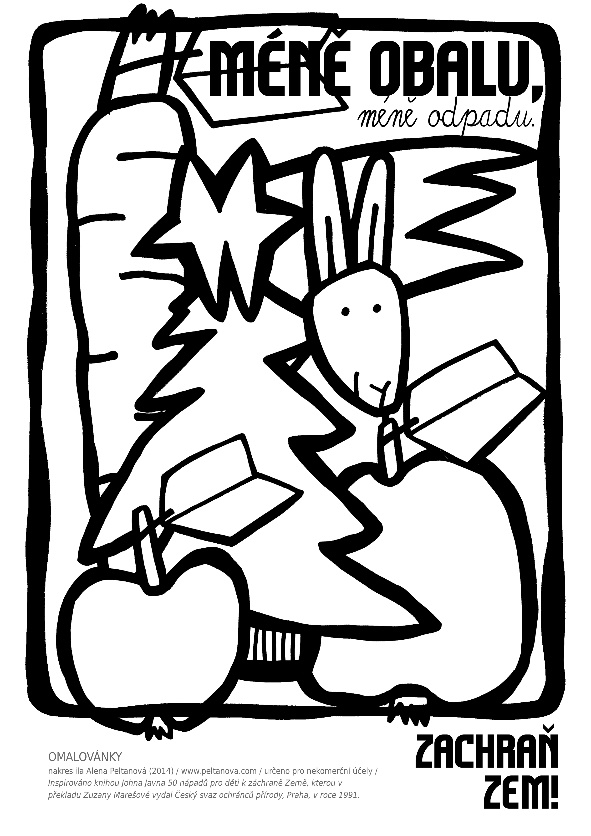 MÉNĚ OBALU,
méně odpadu.
ZACHRAŇ
ZEM!
OMALOVÁNKY
nakreslila Alena Peltanová (2014) / www.peltanova.com / určeno pro nekomerční účely /
Inspirováno knihou Johna Javna 50 nápadů pro děti k záchraně Země, kterou v
překladu Zuzany Marešové vydal Český svaz ochránců přírody, Praha, v roce 1991.